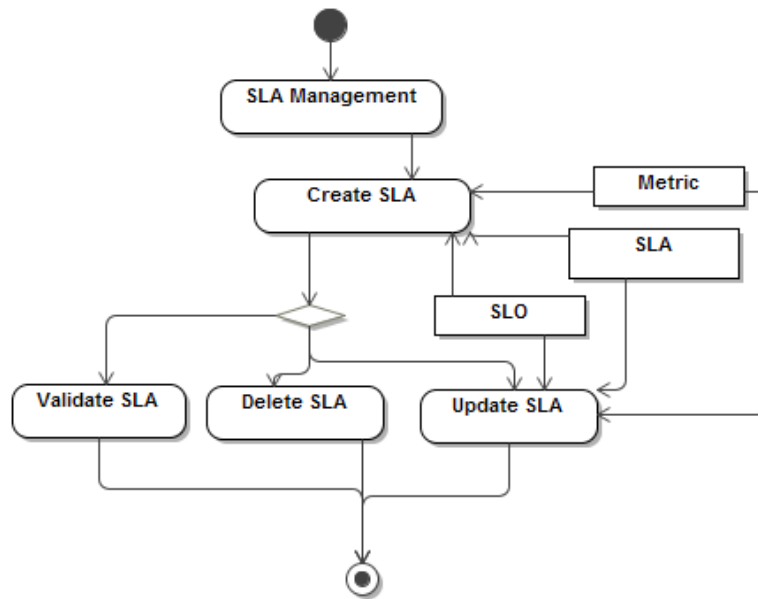 SLA Management
Create SLA
Metric
SLA
SLO
Validate SLA
Delete SLA
Update SLA